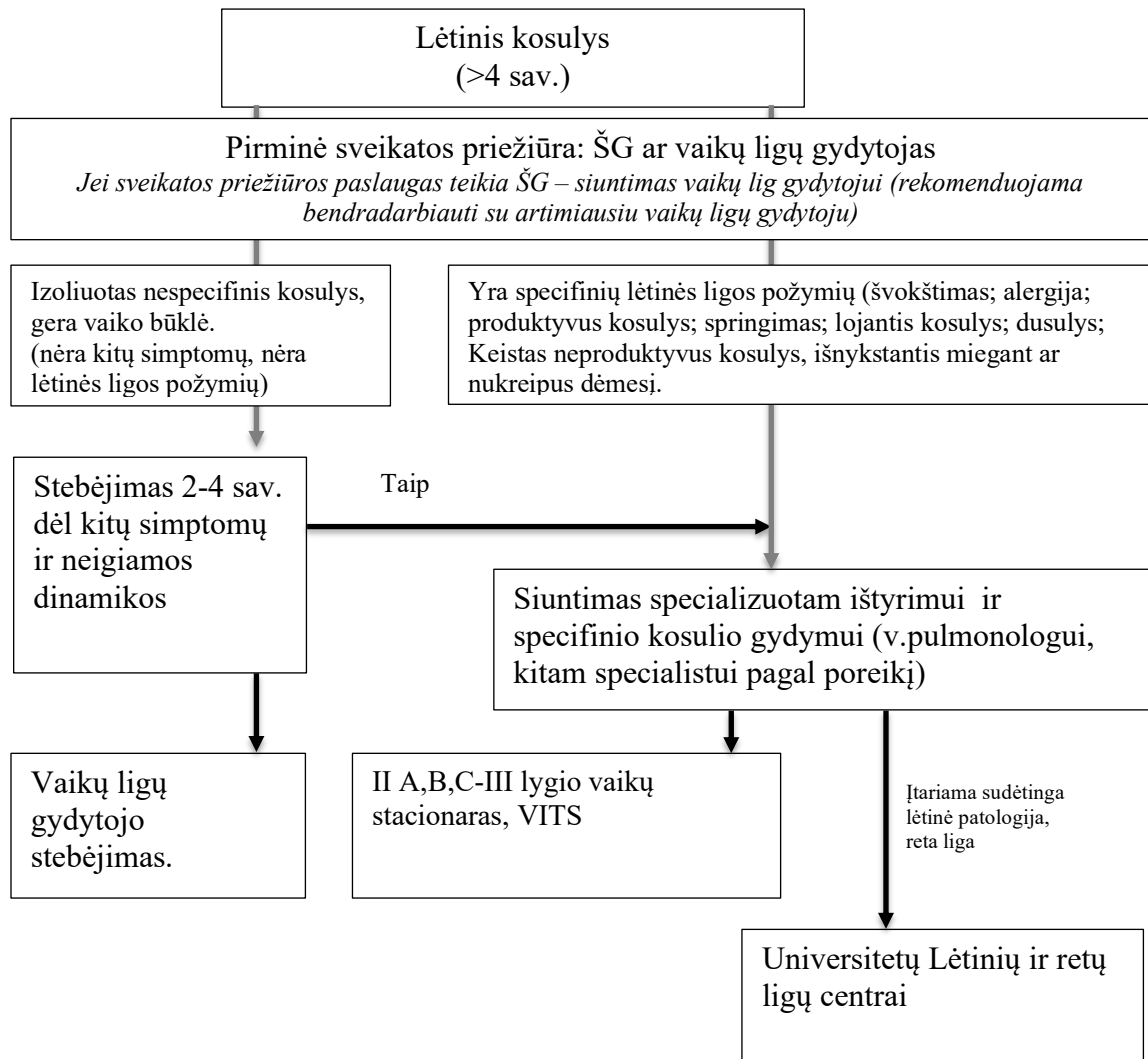 Lėtinis kosulys
(>4 sav.)
Pirminė sveikatos priežiūra: ŠG ar vaikų ligų gydytojas
Jei sveikatos priežiūros paslaugas teikia ŠG – siuntimas vaikų lig gydytojui (rekomenduojama
bendradarbiauti su artimiausiu vaikų ligų gydytoju)
Izoliuotas nespecifinis kosulys,
gera vaiko būklė.
(nėra kitų simptomų, nėra
lėtinės ligos požymių)
Yra specifinių lėtinės ligos požymių (švokštimas; alergija;
produktyvus kosulys; springimas; lojantis kosulys; dusulys;
Keistas neproduktyvus kosulys, išnykstantis miegant ar
nukreipus dėmesį.
Stebėjimas 2-4 sav.
dėl kitų simptomų
ir neigiamos
dinamikos
Taip
Siuntimas specializuotam ištyrimui ir
specifinio kosulio gydymui (v.pulmonologui,
kitam specialistui pagal poreikį)
Vaikų ligų
gydytojo
stebėjimas.
II A,B,C-III lygio vaikų
stacionaras, VITS
Įtariama sudėtinga
lėtinė patologija,
reta liga
Universitetų Lėtinių ir retų
ligų centrai